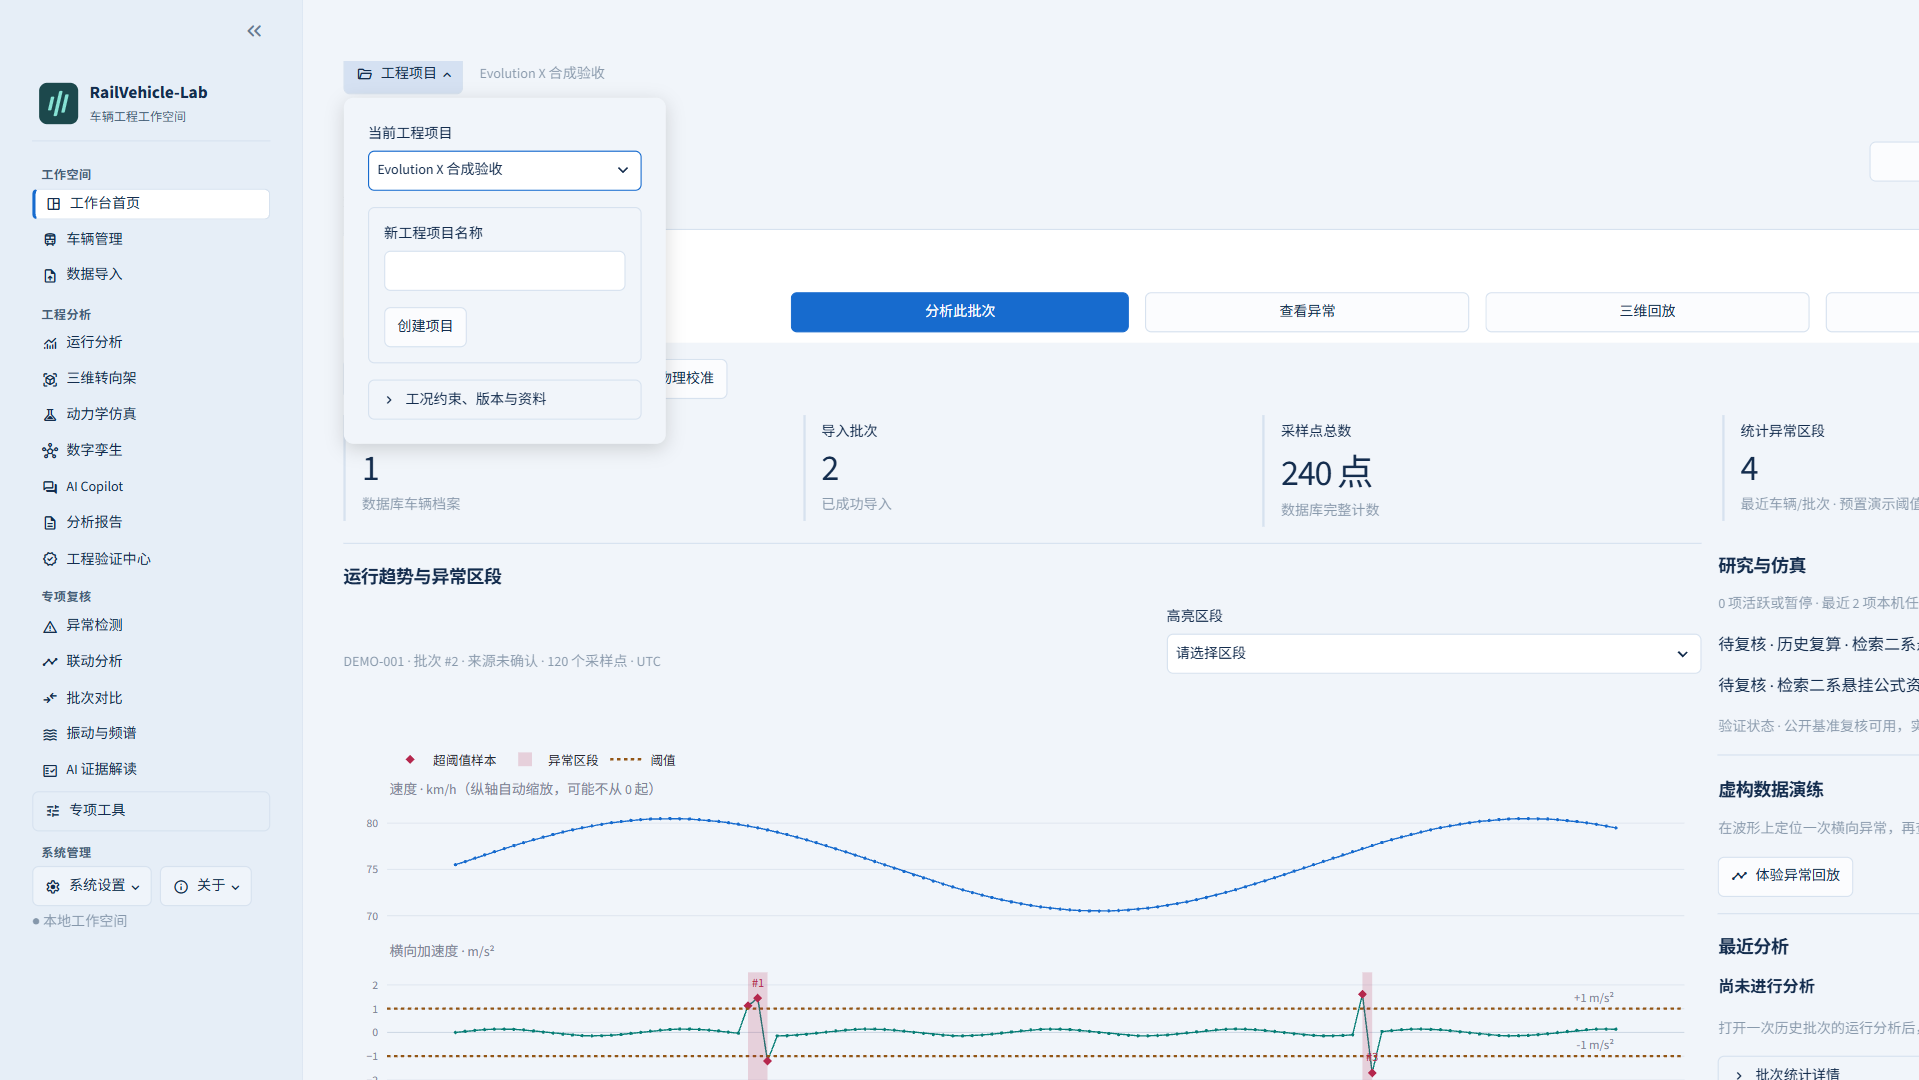 RailVehicle-Lab
车辆工程工作空间
工作空间
工作台首页
车辆管理
数据导入
工程分析
运行分析
三维转向架
动力学仿真
数字孪生
AI Copilot
分析报告
工程验证中心
专项复核
异常检测
联动分析
批次对比
振动与频谱
AI 证据解读
专项工具
系统管理
系统设置
关于
本地工作空间
工程项目
Evolution X 合成验收
当前工程项目
Evolution X 合成验收
新工程项目名称
创建项目
工况约束、版本与资料
分析此批次
查看异常
三维回放
物理校准
1
数据库车辆档案
导入批次
2
已成功导入
采样点总数
240 点
数据库完整计数
统计异常区段
4
最近车辆/批次 · 预置演示阈值
运行趋势与异常区段
高亮区段
请选择区段
DEMO-001 · 批次 #2 · 来源未确认 · 120 个采样点 · UTC
超阈值样本
异常区段
阈值
速度 · km/h（纵轴自动缩放，可能不从 0 起）
80
75
70
横向加速度 · m/s²
2
1
0
−1
−2
#1
#3
+1 m/s²
-1 m/s²
研究与仿真
0 项活跃或暂停 · 最近 2 项本机任
待复核 · 历史复算 · 检索二系
待复核 · 检索二系悬挂公式资
验证状态 · 公开基准复核可用，
虚构数据演练
在波形上定位一次横向异常，再
体验异常回放
最近分析
尚未进行分析
打开一次历史批次的运行分析后，
批次统计详情